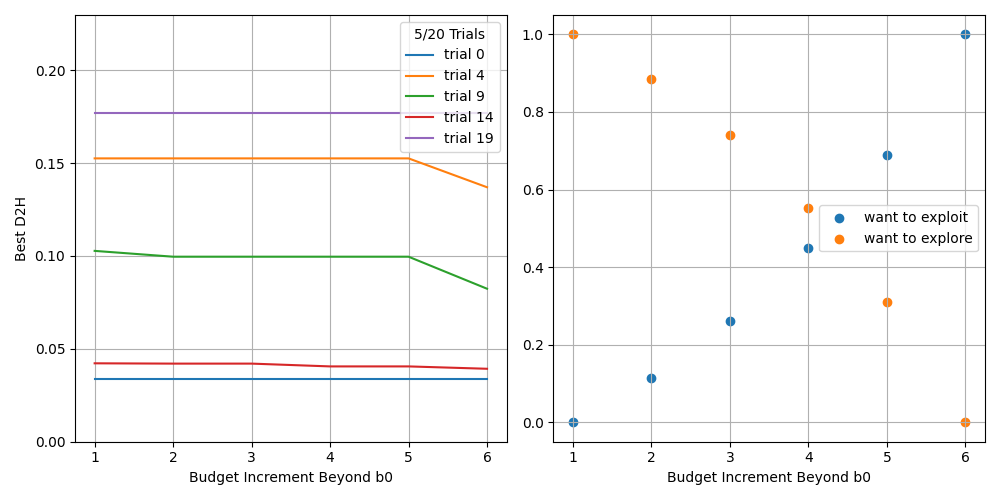 5/20 Trials
trial 0
trial 4
trial 9
trial 14
trial 19
0.20
0.15
0.10
0.05
0.00
Best D2H
1 2 3 4 5 6
Budget Increment Beyond b0
1.0
0.8
0.6
0.4
0.2
0.0
want to exploit
want to explore
1 2 3 4 5 6
Budget Increment Beyond b0